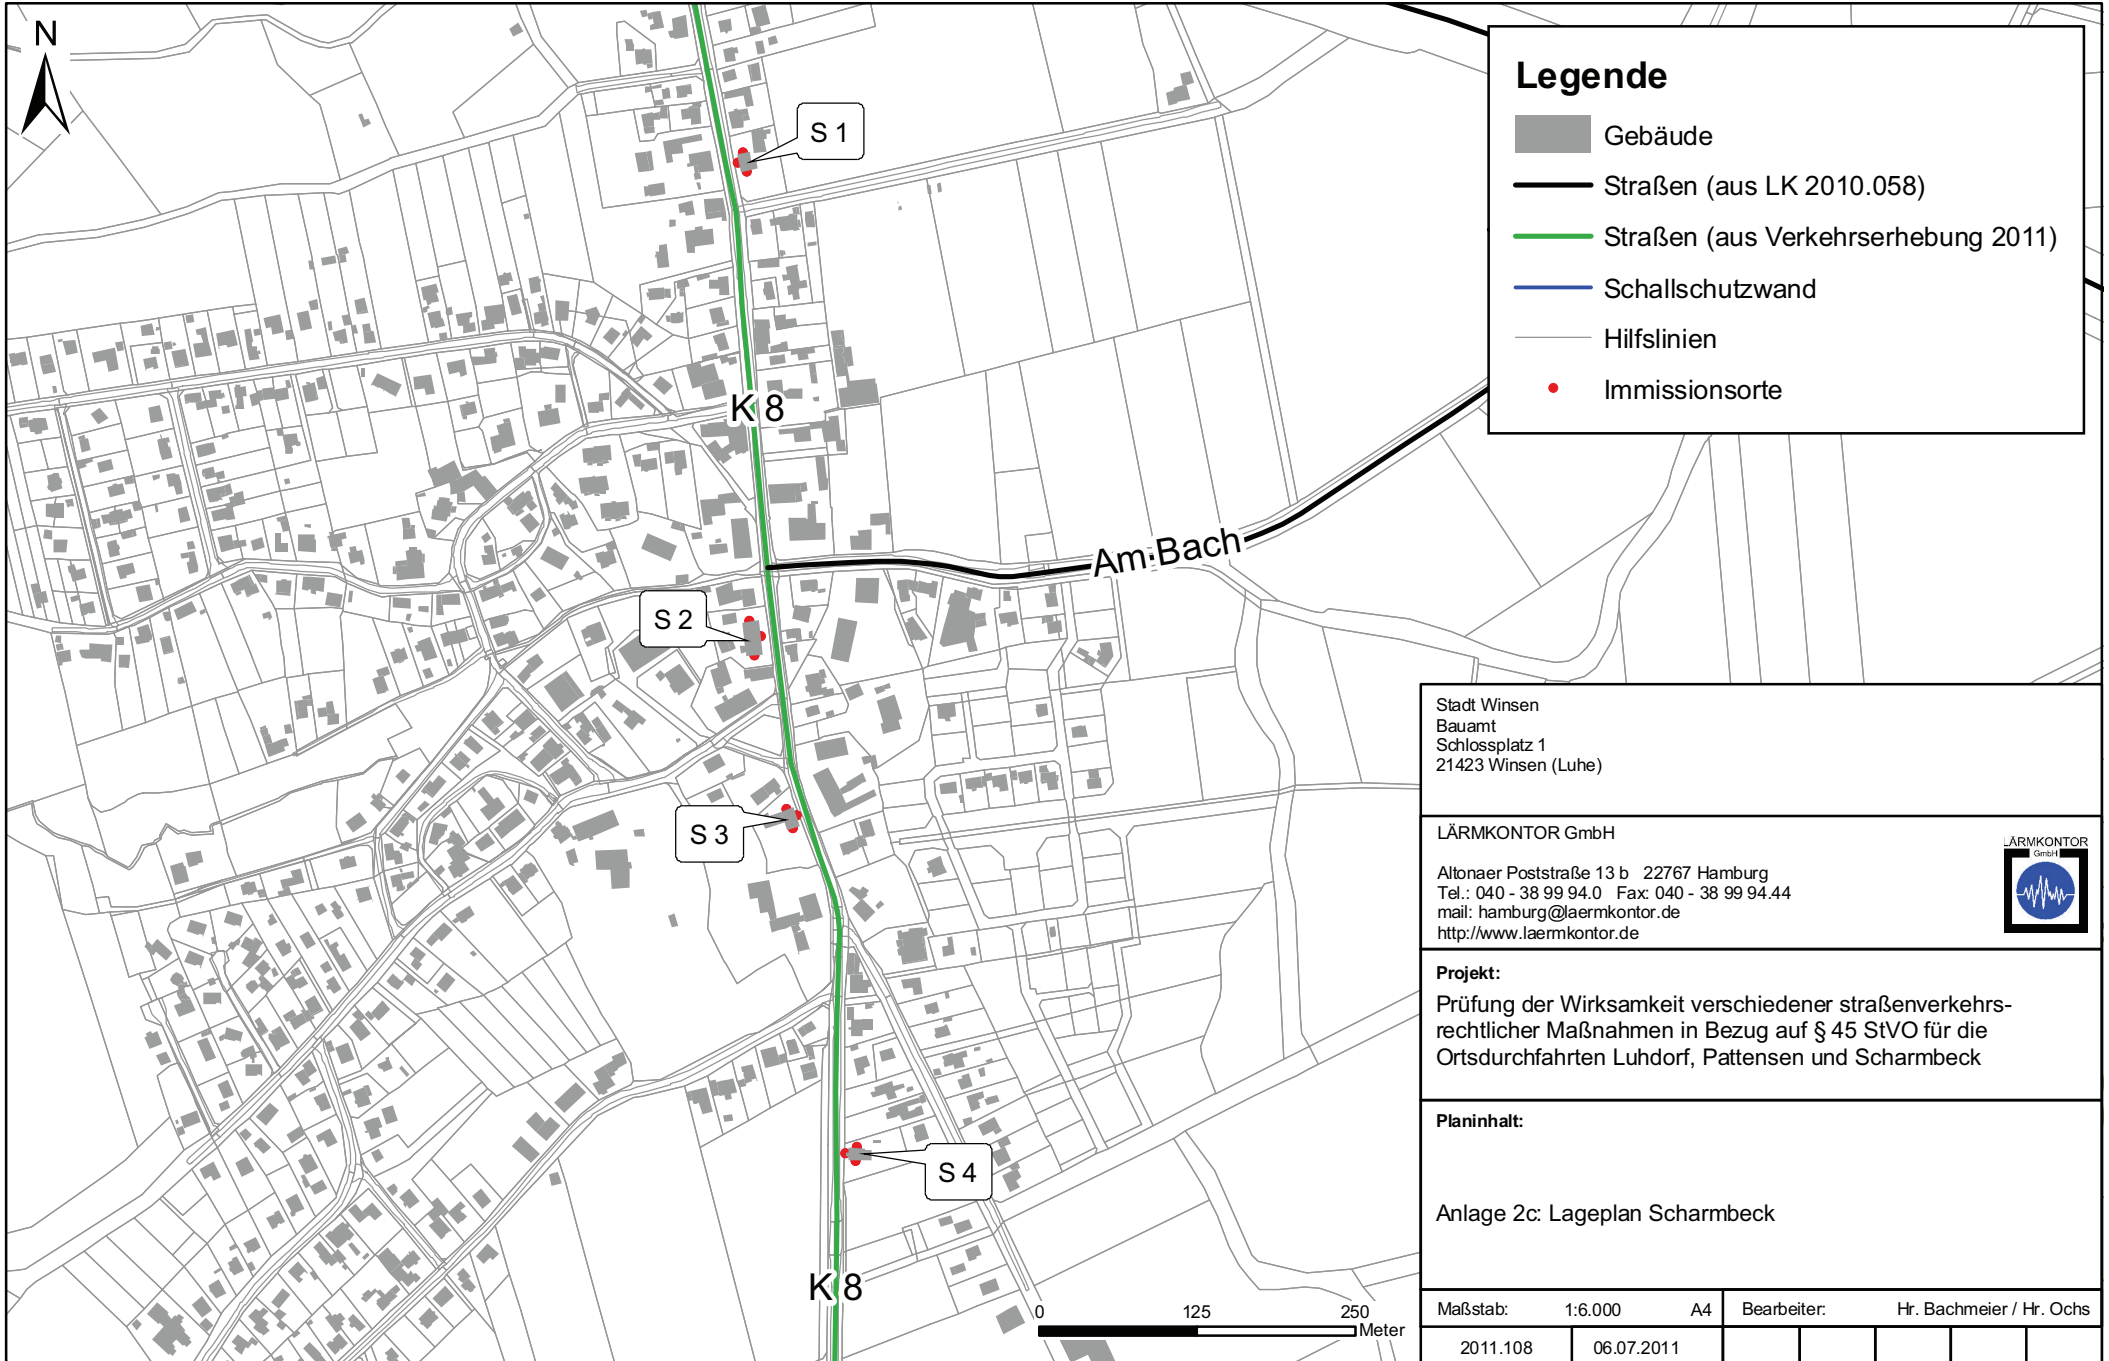 N
S 1
K 8
Am Bach
S 2
S 3
S 4
K 8
0 125 250
Meter
Legende
Gebäude
Straßen (aus LK 2010.058)
Straßen (aus Verkehrserhebung 2011)
Schallschutzwand
Hilfslinien
Immissionsorte
Stadt Winsen
Bauamt
Schlossplatz 1
21423 Winsen (Luhe)
LÄRMKONTOR GmbH
Altonaer Poststraße 13 b 22767 Hamburg
Tel.: 040 - 38 99 94.0 Fax: 040 - 38 99 94.44
mail: hamburg@laermkontor.de
http://www.laermkontor.de
LÄRMKONTOR
GmbH
Projekt:
Prüfung der Wirksamkeit verschiedener straßenverkehrs-
rechtlicher Maßnahmen in Bezug auf § 45 StVO für die
Ortsdurchfahrten Luhdorf, Pattensen und Scharmbeck
Planinhalt:
Anlage 2c: Lageplan Scharmbeck
Maßstab: 1:6.000 A4 Bearbeiter: Hr. Bachmeier / Hr. Ochs
2011.108 06.07.2011